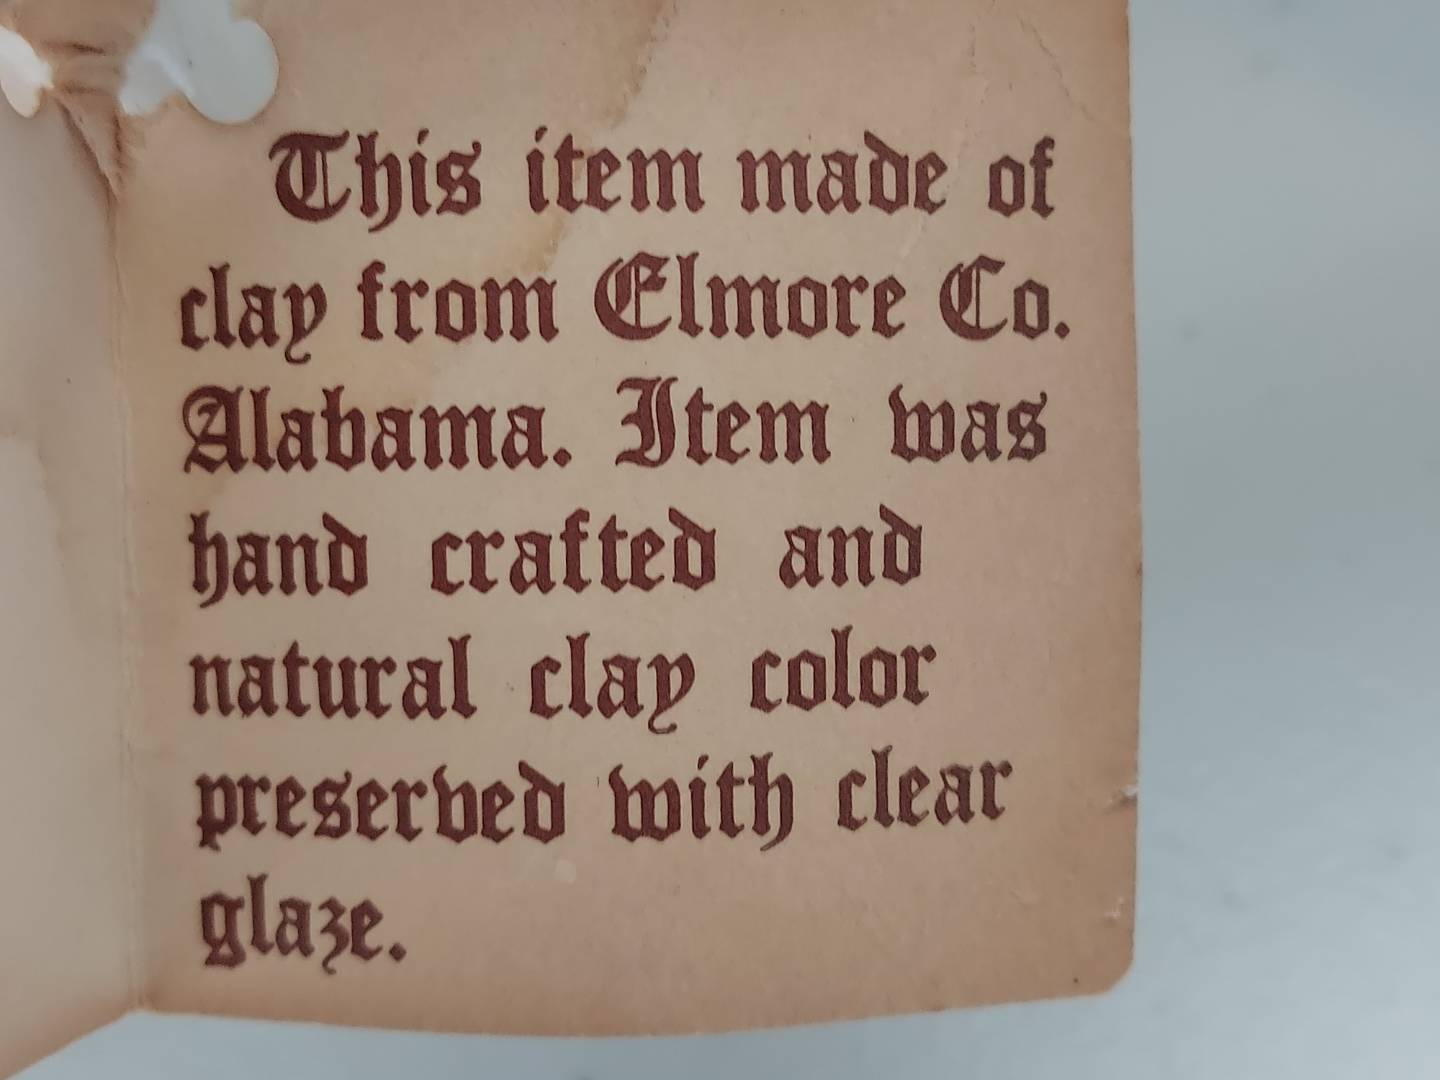 This item made of
clay from Elmore Co.
Alabama. Item was
hand crafted and
natural clay color
preserved with clear
glaze.